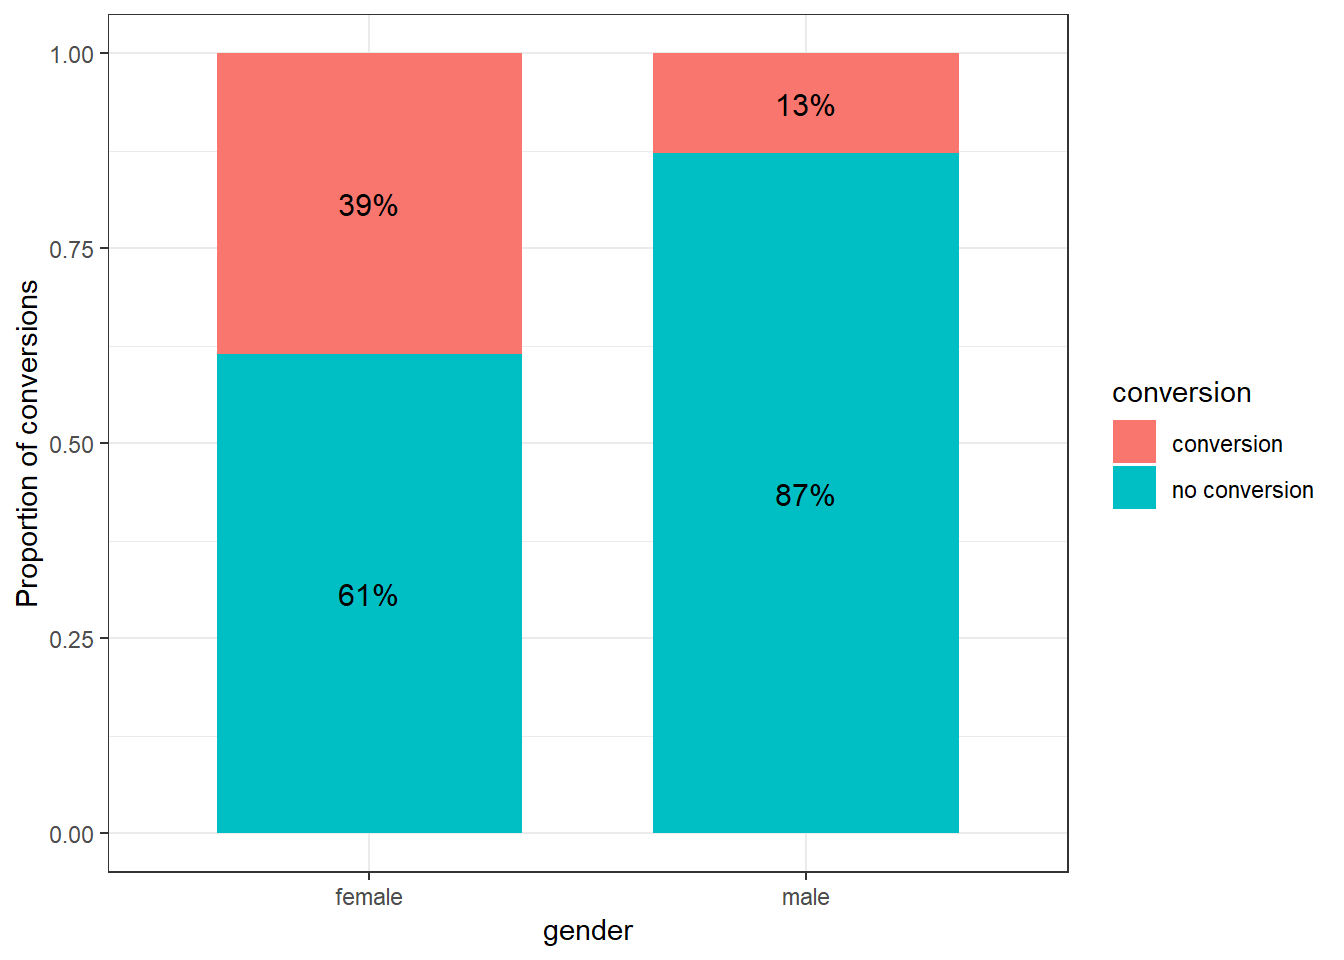 1.00
0.75
0.50
0.25
0.00
Proportion of conversions
39%
61%
13%
87%
female
male
gender
conversion
conversion
no conversion